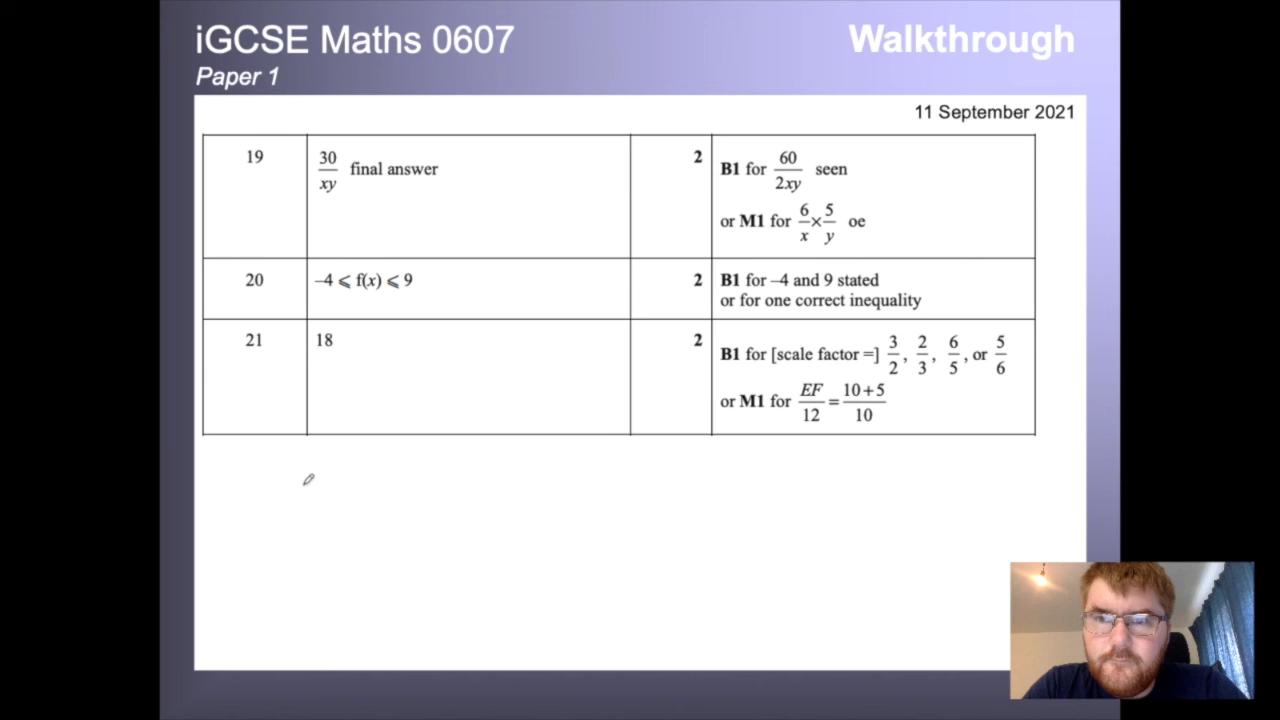 iGCSE Maths 0607
Walkthrough
Paper 1
11 September 2021
19
30/xy final answer
2
B1 for 60/2xy seen
or M1 for 6/x × 5/y oe
20
–4 ⩽ f(x) ⩽ 9
2
B1 for –4 and 9 stated
or for one correct inequality
21
18
2
B1 for [scale factor =] 3/2, 2/3, 6/5, or 5/6
or M1 for EF/12 = 10+5/10